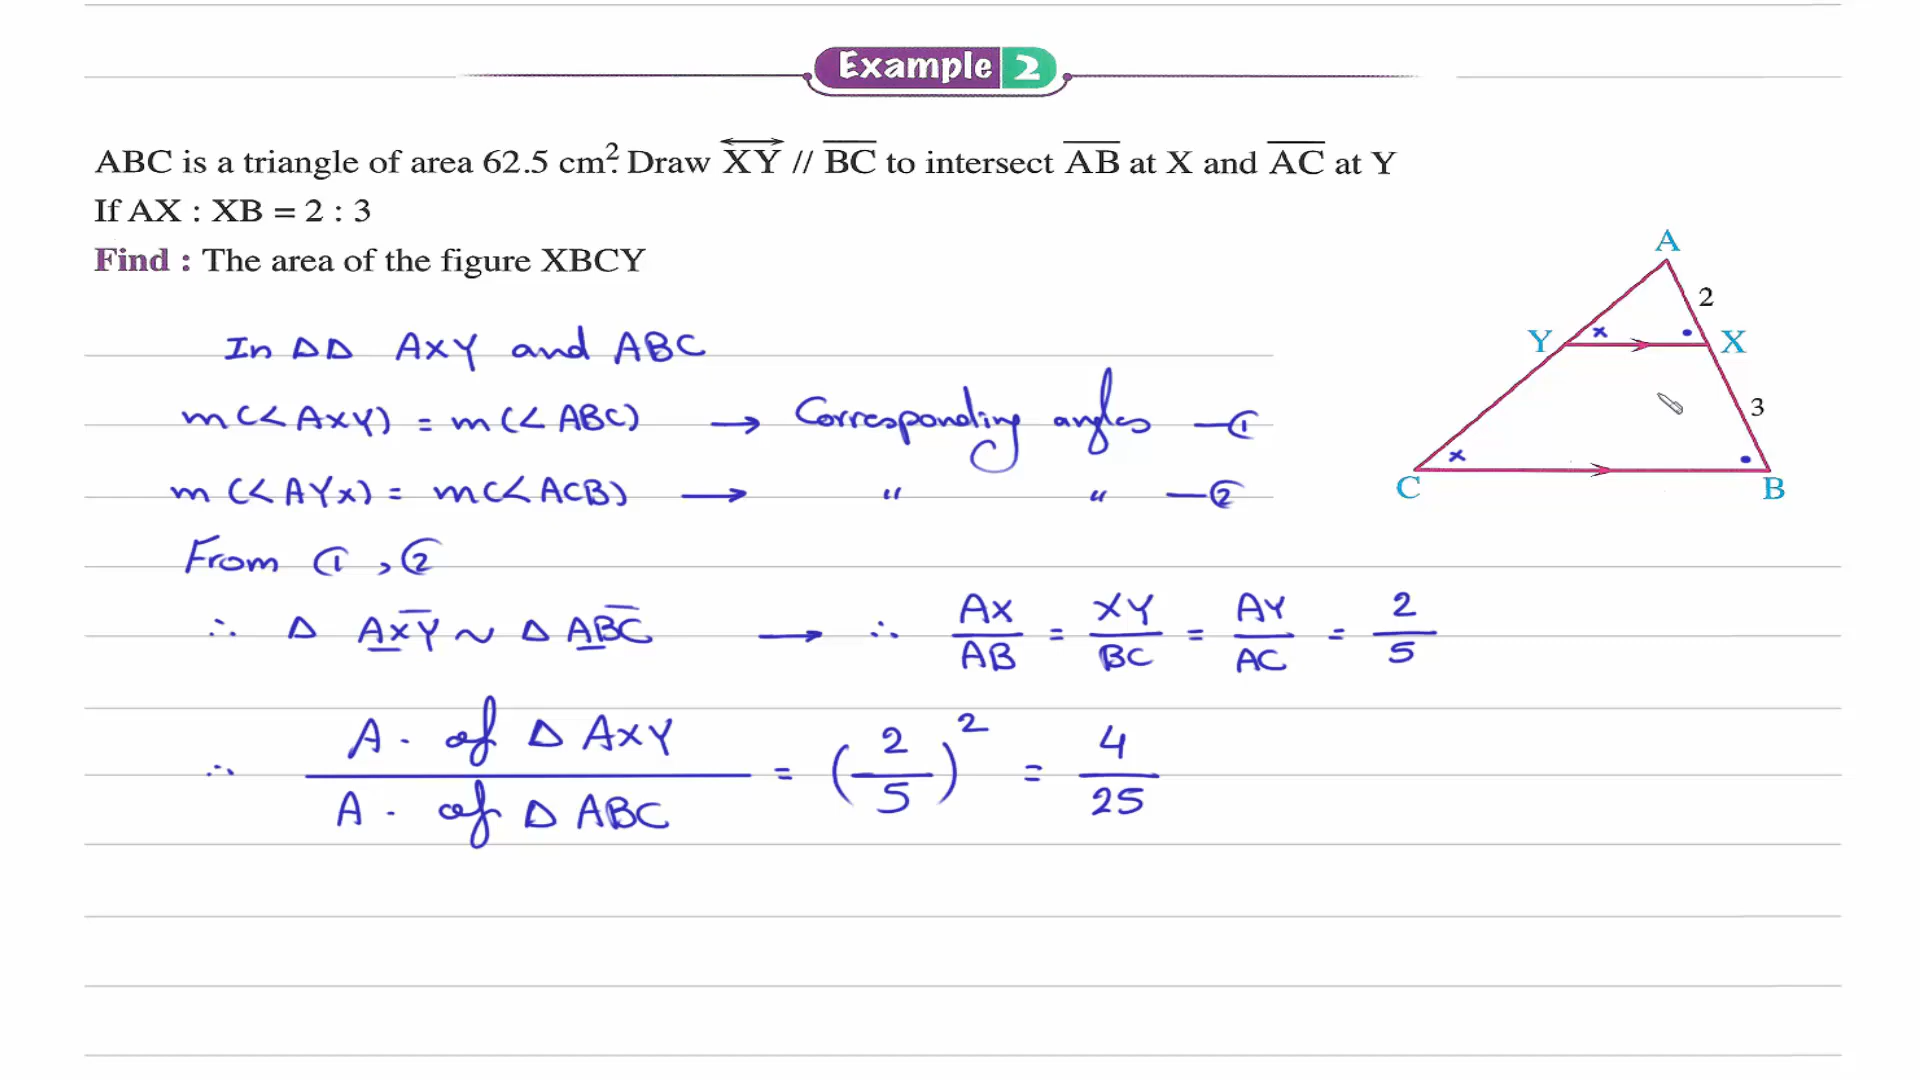 Example 2
ABC is a triangle of area 62.5 cm². Draw XY // BC to intersect AB at X and AC at Y
If AX : XB = 2 : 3
Find : The area of the figure XBCY
A
2
Y x • X
3
x •
C B
In ΔΔ AXY and ABC
m(<AXY) = m(<ABC) → Corresponding angles —①
m(<AYX) = m(<ACB) → " " —②
From ①, ②
∴ Δ AXY ~ Δ ABC → ∴ AX/AB = XY/BC = AY/AC = 2/5
∴ A. of Δ AXY / A. of Δ ABC = (2/5)² = 4/25